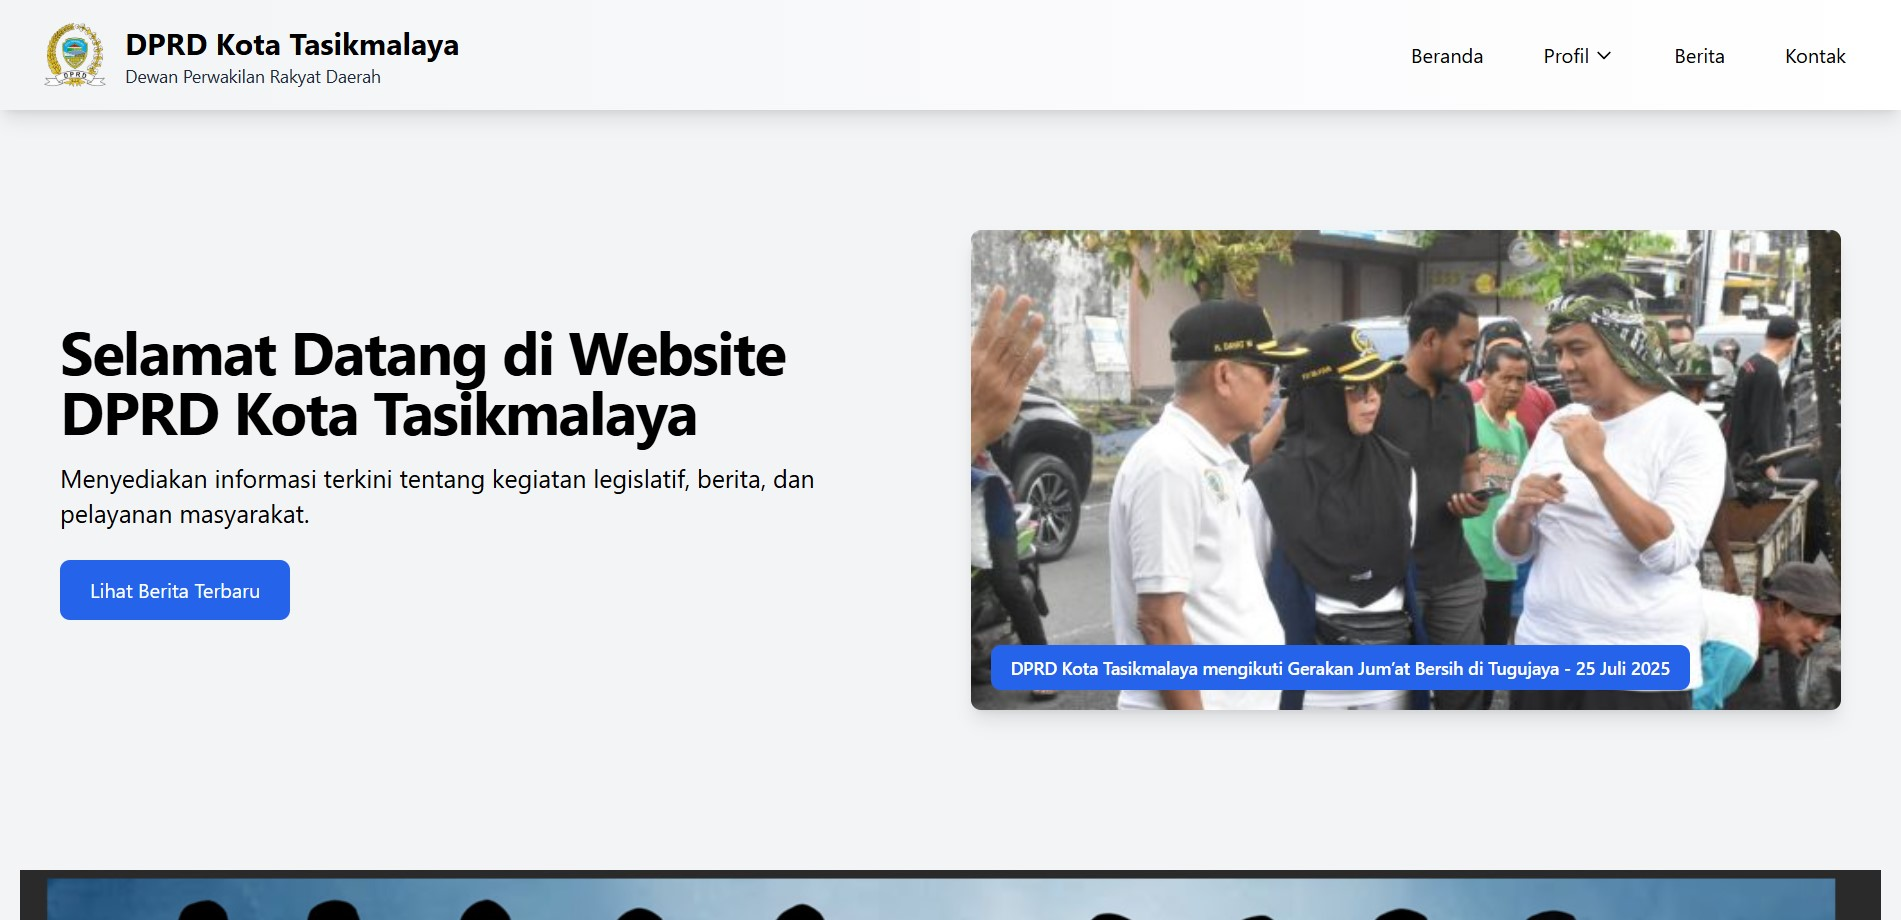 DPRD Kota Tasikmalaya
Dewan Perwakilan Rakyat Daerah
Beranda
Profil
Berita
Kontak
Selamat Datang di Website
DPRD Kota Tasikmalaya
Menyediakan informasi terkini tentang kegiatan legislatif, berita, dan
pelayanan masyarakat.
Lihat Berita Terbaru
DPRD Kota Tasikmalaya mengikuti Gerakan Jum’at Bersih di Tugujaya - 25 Juli 2025
DPRD